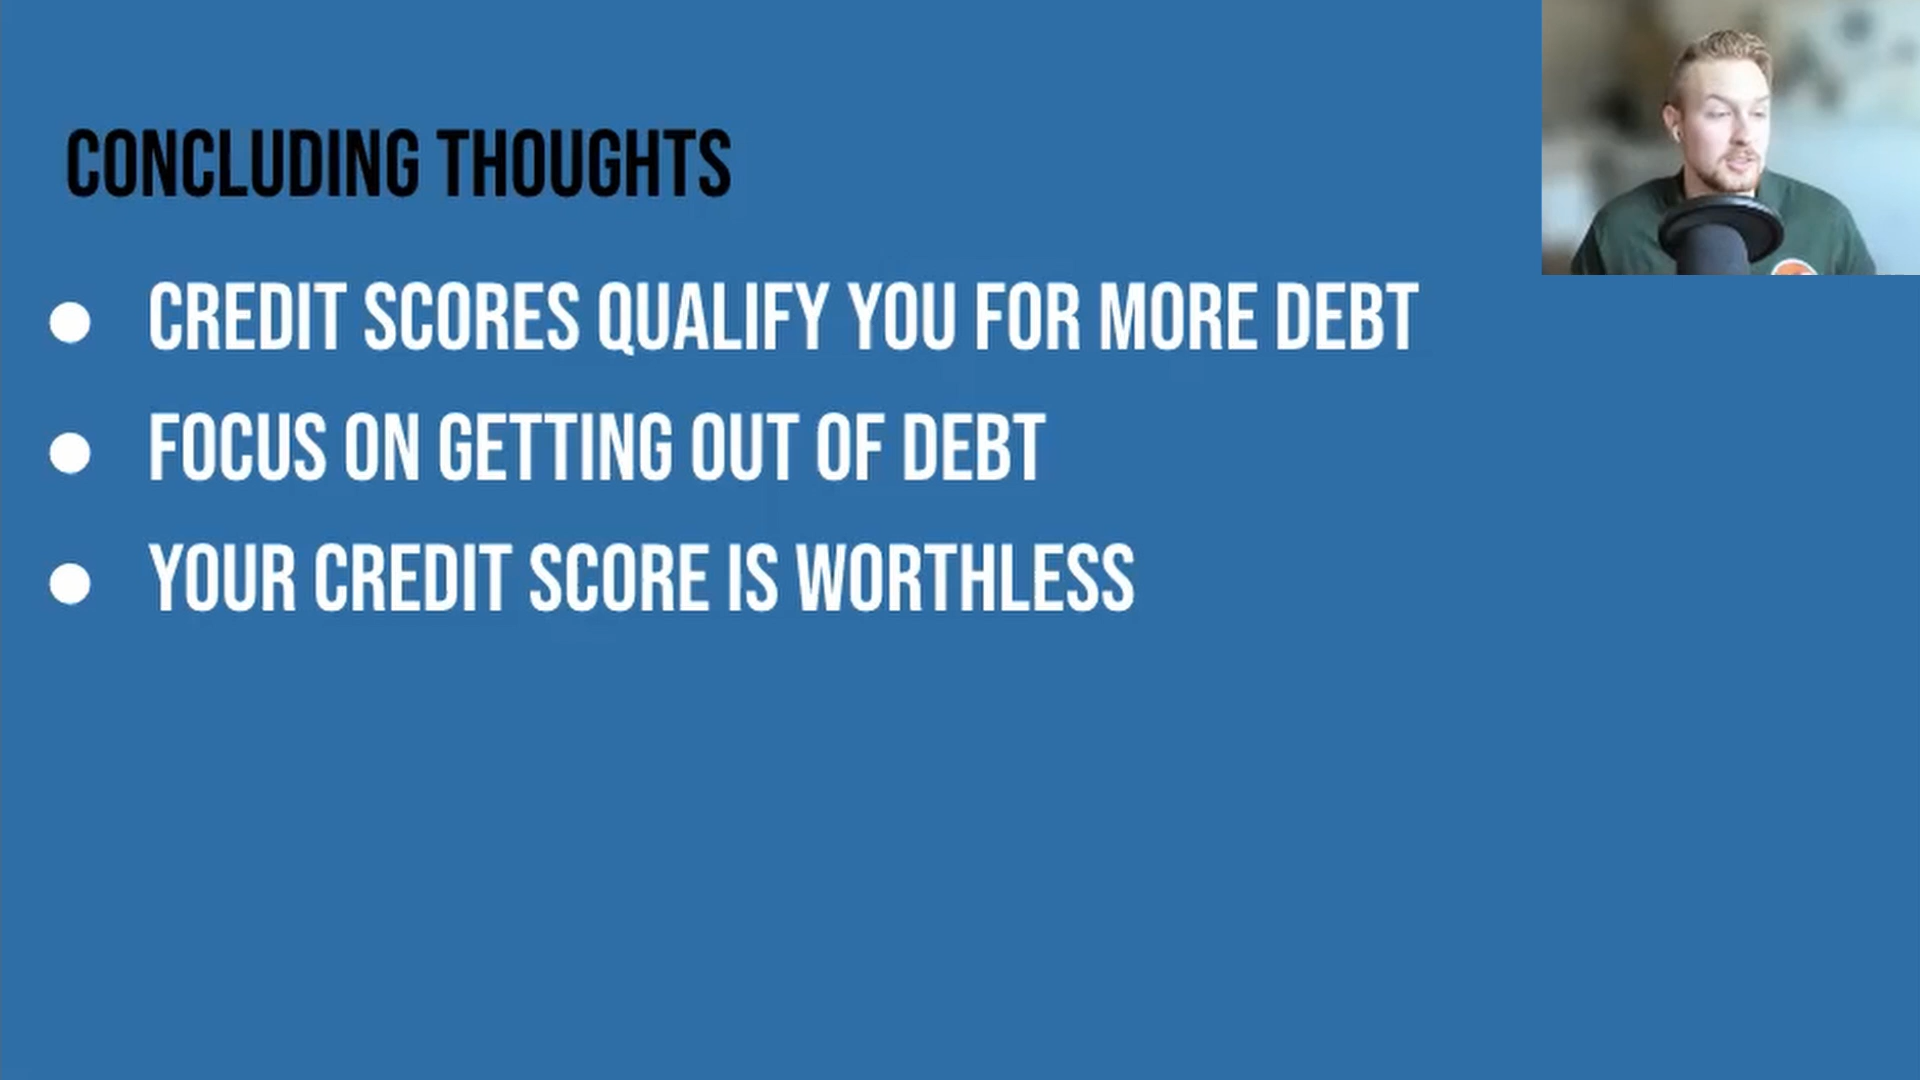 CONCLUDING THOUGHTS
CREDIT SCORES QUALIFY YOU FOR MORE DEBT
FOCUS ON GETTING OUT OF DEBT
YOUR CREDIT SCORE IS WORTHLESS